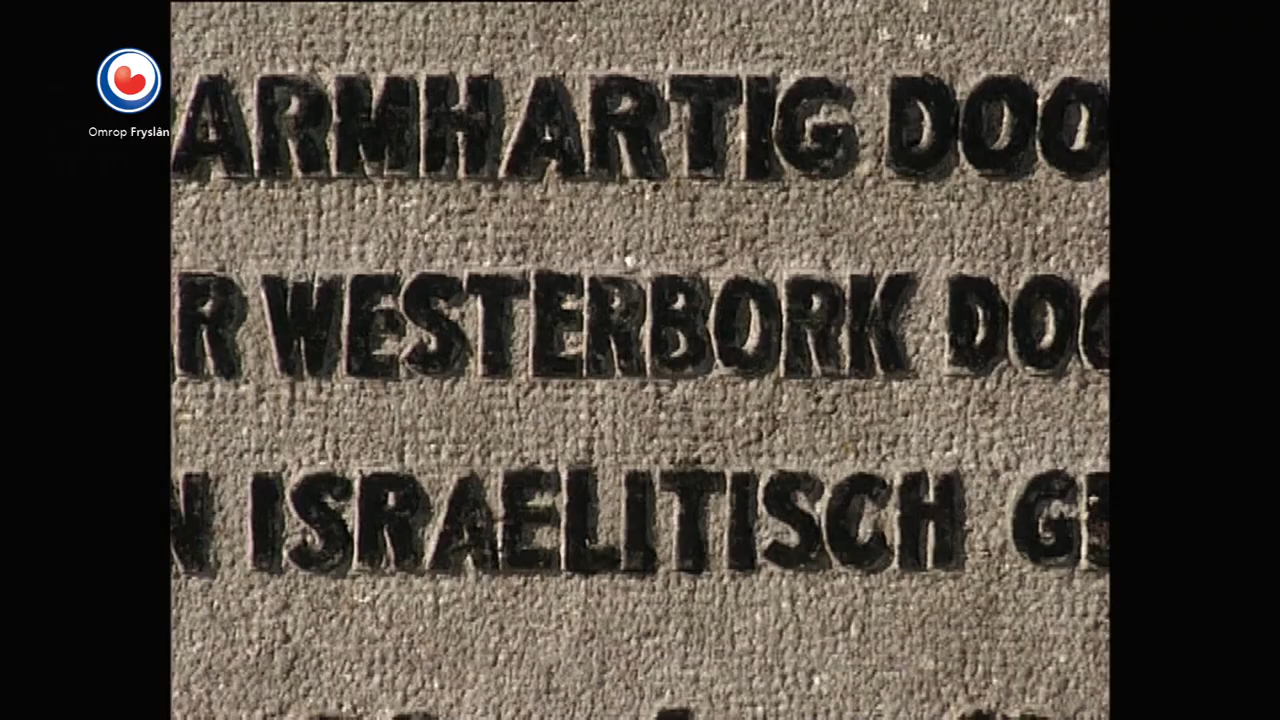 Omrop Fryslân
ARMHARTIG DOO
R WESTERBORK DOO
N ISRAELITISCH GE